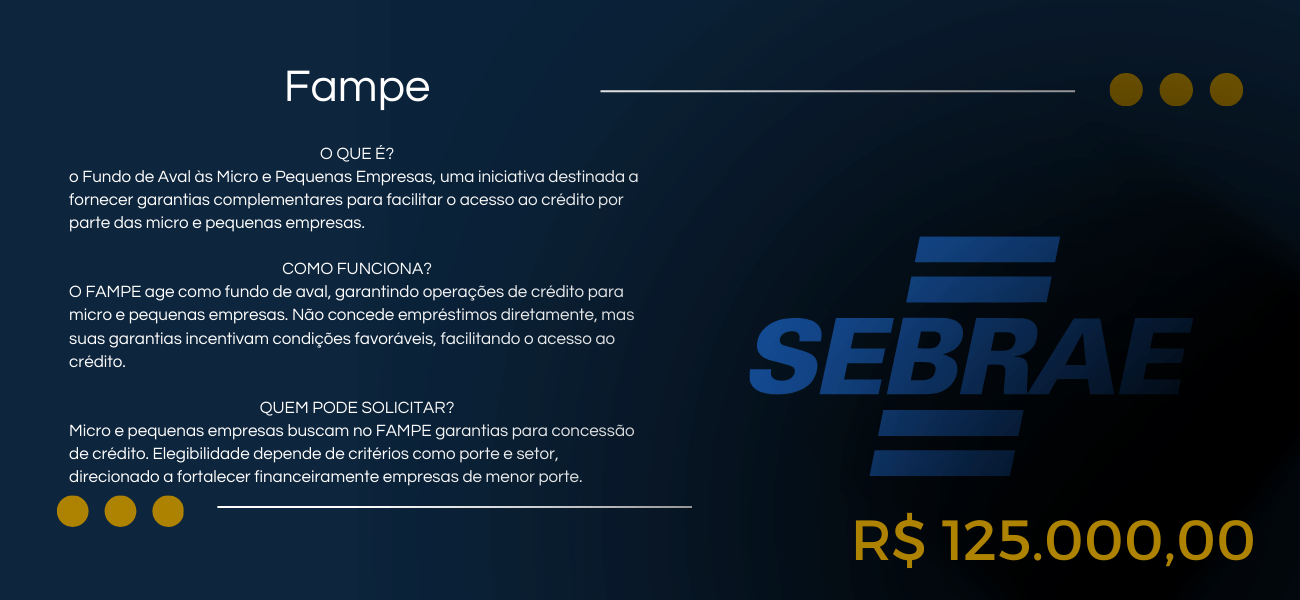 Fampe
O QUE É?
o Fundo de Aval às Micro e Pequenas Empresas, uma iniciativa destinada a
fornecer garantias complementares para facilitar o acesso ao crédito por
parte das micro e pequenas empresas.
COMO FUNCIONA?
O FAMPE age como fundo de aval, garantindo operações de crédito para
micro e pequenas empresas. Não concede empréstimos diretamente, mas
suas garantias incentivam condições favoráveis, facilitando o acesso ao
crédito.
QUEM PODE SOLICITAR?
Micro e pequenas empresas buscam no FAMPE garantias para concessão
de crédito. Elegibilidade depende de critérios como porte e setor,
direcionado a fortalecer financeiramente empresas de menor porte.
SEBRAE
R$ 125.000,00